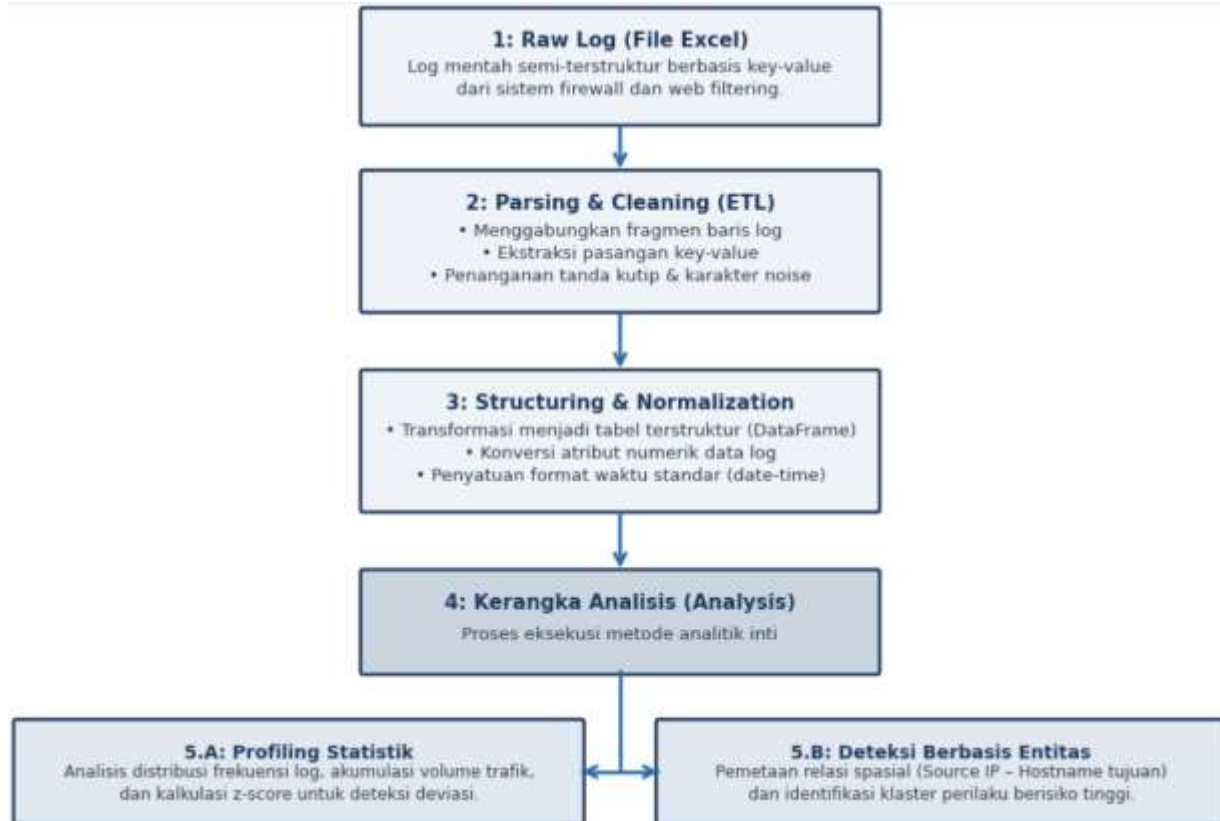 1: Raw Log (File Excel)
Log mentah semi-terstruktur berbasis key-value
dari sistem firewall dan web filtering.
2: Parsing & Cleaning (ETL)
• Menggabungkan fragmen baris log
• Ekstraksi pasangan key-value
• Penanganan tanda kutip & karakter noise
3: Structuring & Normalization
• Transformasi menjadi tabel terstruktur (DataFrame)
• Konversi atribut numerik data log
• Penyatuan format waktu standar (date-time)
4: Kerangka Analisis (Analysis)
Proses eksekusi metode analitik inti
5.A: Profiling Statistik
Analisis distribusi frekuensi log, akumulasi volume trafik,
dan kalkulasi z-score untuk deteksi deviasi.
5.B: Deteksi Berbasis Entitas
Pemetaan relasi spasial (Source IP – Hostname tujuan)
dan identifikasi klaster perilaku berisiko tinggi.